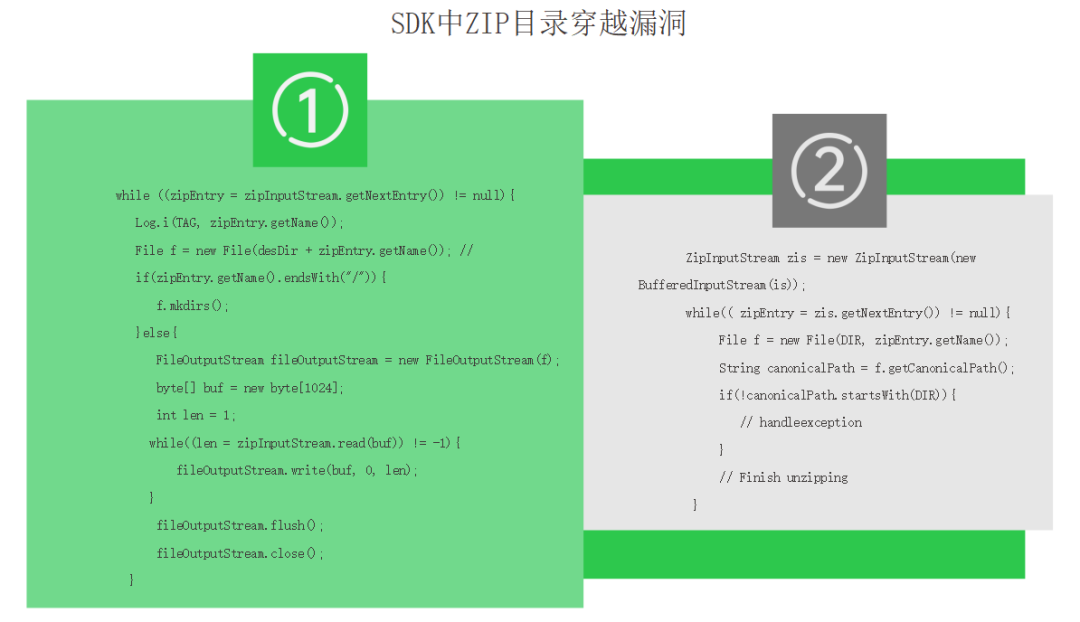 SDK中ZIP目录穿越漏洞
1
while ((zipEntry = zipInputStream.getNextEntry()) != null){
Log.i(TAG, zipEntry.getName());
File f = new File(desDir + zipEntry.getName()); //
if(zipEntry.getName().endsWith("/")){
f.mkdirs();
}else{
FileOutputStream fileOutputStream = new FileOutputStream(f);
byte[] buf = new byte[1024];
int len = 1;
while((len = zipInputStream.read(buf)) != -1){
fileOutputStream.write(buf, 0, len);
}
fileOutputStream.flush();
fileOutputStream.close();
}
2
ZipInputStream zis = new ZipInputStream(new
BufferedInputStream(is));
while(( zipEntry = zis.getNextEntry()) != null){
File f = new File(DIR, zipEntry.getName());
String canonicalPath = f.getCanonicalPath();
if(!canonicalPath.startsWith(DIR)){
// handleexception
}
// Finish unzipping
}